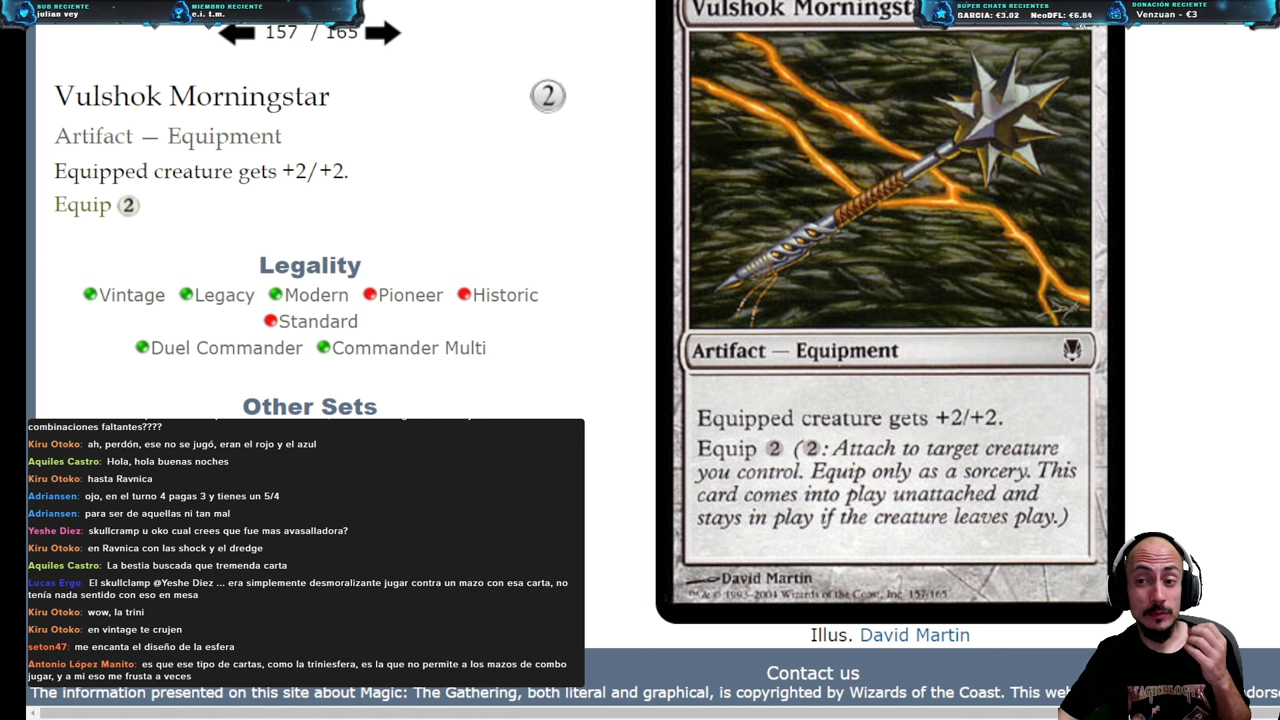 SUB RECIENTE
julian vey
MIEMBRO RECIENTE
e.i. t.m.
SUPER CHATS RECIENTES
GARCIA: €3.02 NeoDFL: €6.84
DONACIÓN RECIENTE
Venzuan - €3
157 / 165
Vulshok Morningstar
2
Artifact — Equipment
Equipped creature gets +2/+2.
Equip 2
Legality
Vintage Legacy Modern Pioneer Historic
Standard
Duel Commander Commander Multi
Other Sets
combinaciones faltantes????
Kiru Otoko: ah, perdón, ese no se jugó, eran el rojo y el azul
Aquiles Castro: Hola, hola buenas noches
Kiru Otoko: hasta Ravnica
Adriansen: ojo, en el turno 4 pagas 3 y tienes un 5/4
Adriansen: para ser de aquellas ni tan mal
Yeshe Diez: skullcramp u oko cual crees que fue mas avasalladora?
Kiru Otoko: en Ravnica con las shock y el dredge
Aquiles Castro: La bestia buscada que tremenda carta
Lucas Ergo: El skullclamp @Yeshe Diez ... era simplemente desmoralizante jugar contra un mazo con esa carta, no
tenía nada sentido con eso en mesa
Kiru Otoko: wow, la trini
Kiru Otoko: en vintage te crujen
seton47: me encanta el diseño de la esfera
Antonio López Manito: es que ese tipo de cartas, como la triniesfera, es la que no permite a los mazos de combo
jugar, y a mi eso me frusta a veces
Vulshok Morningst
Artifact — Equipment
Equipped creature gets +2/+2.
Equip 2 (2: Attach to target creature
you control. Equip only as a sorcery. This
card comes into play unattached and
stays in play if the creature leaves play.)
David Martin
™ & © 1993–2004 Wizards of the Coast, Inc. 157/165
Illus. David Martin
Contact us
The information presented on this site about Magic: The Gathering, both literal and graphical, is copyrighted by Wizards of the Coast. This web